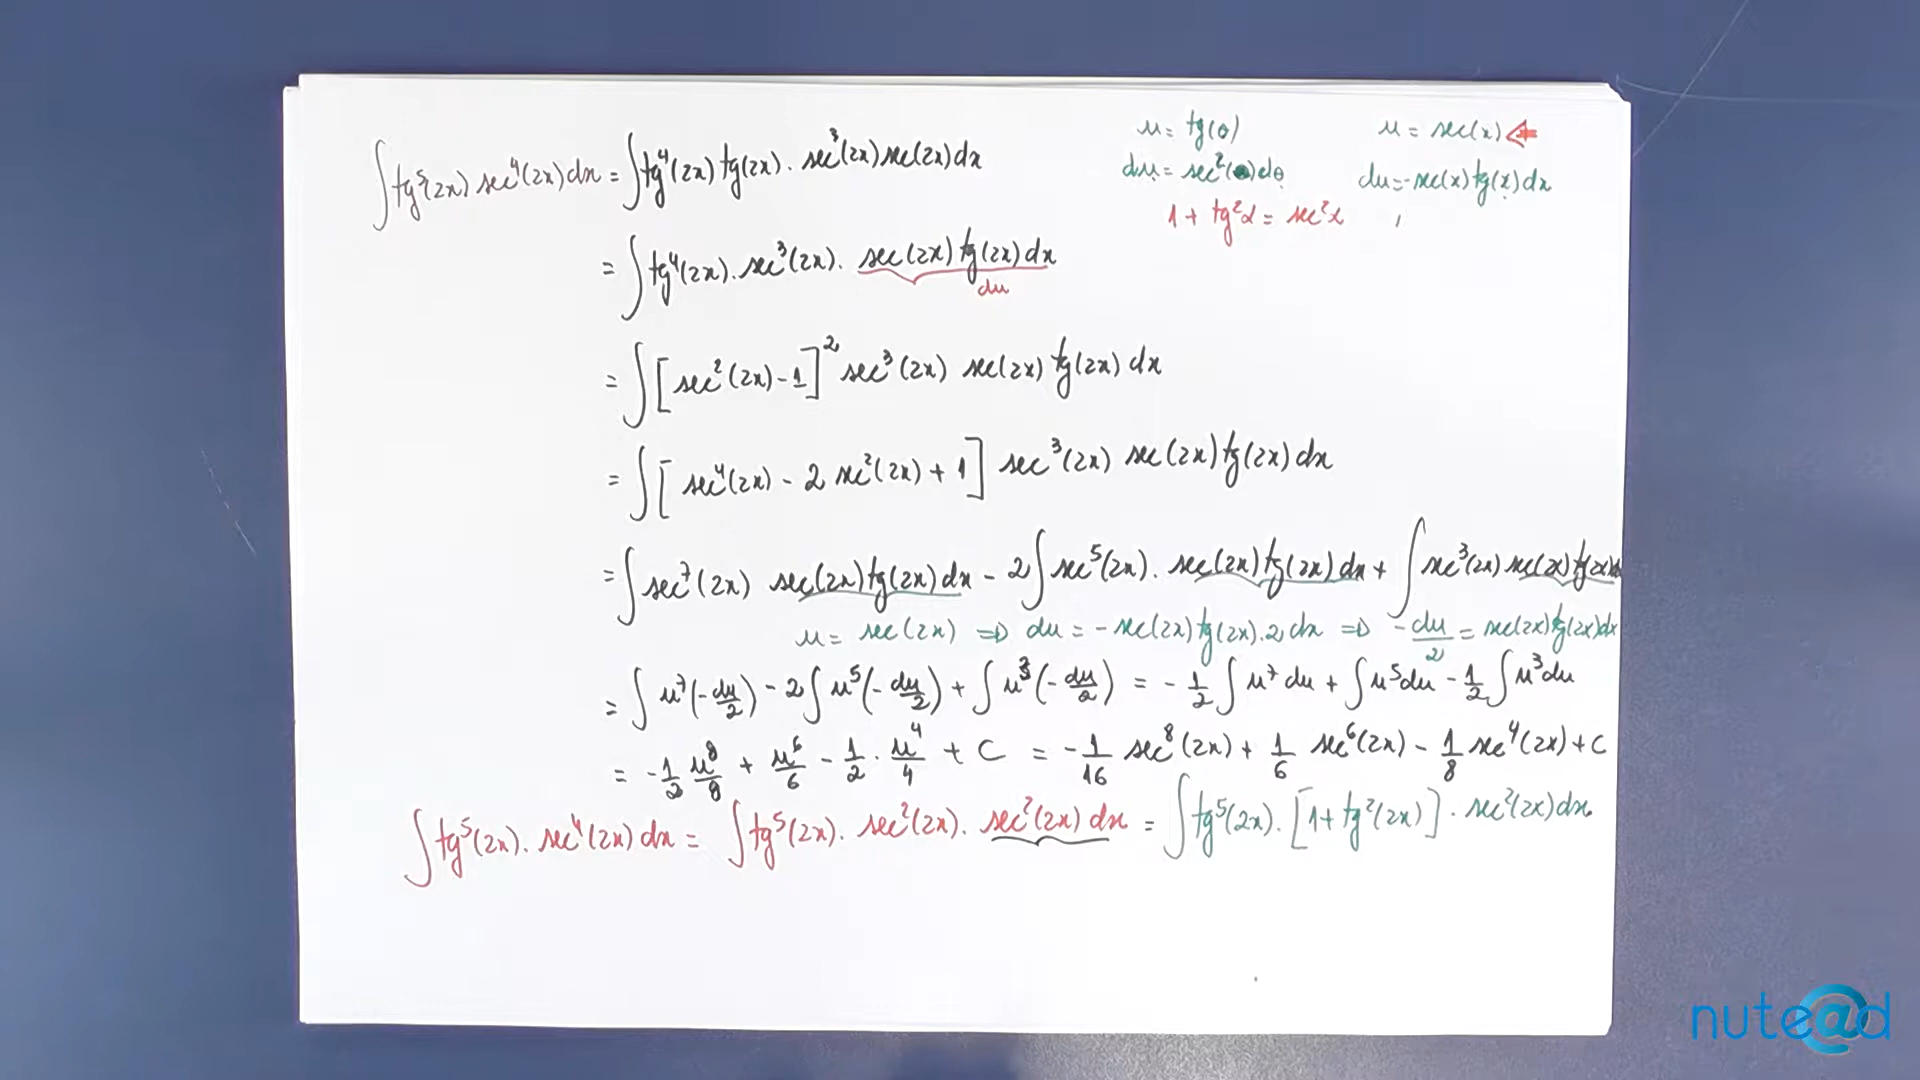 u = tg(θ)
u = sec(x)
du = sec²(θ)dθ
du = -sec(x)tg(x)dx
1 + tg²α = sec²α
∫tg⁵(2x) sec⁴(2x)dx = ∫tg⁴(2x)tg(2x).sec³(2x)sec(2x)dx
= ∫tg⁴(2x).sec³(2x). sec(2x)tg(2x)dx
du
= ∫[sec²(2x)-1]² sec³(2x) sec(2x)tg(2x)dx
= ∫[sec⁴(2x) - 2 sec²(2x) + 1] sec³(2x) sec(2x)tg(2x)dx
= ∫sec⁷(2x) sec(2x)tg(2x)dx - 2∫sec⁵(2x). sec(2x)tg(2x)dx + ∫sec³(2x) sec(2x)tg(2x)d
u = sec(2x) ⇒ du = -sec(2x)tg(2x).2dx ⇒ -du/2 = sec(2x)tg(2x)dx
= ∫u⁷(-du/2) - 2∫u⁵(-du/2) + ∫u³(-du/2) = -1/2∫u⁷du + ∫u⁵du - 1/2∫u³du
= -1/2 u⁸/8 + u⁶/6 - 1/2 . u⁴/4 + C = -1/16 sec⁸(2x) + 1/6 sec⁶(2x) - 1/8 sec⁴(2x) + C
∫tg⁵(2x). sec⁴(2x)dx = ∫tg⁵(2x). sec²(2x). sec²(2x)dx = ∫tg⁵(2x).[1+tg²(2x)].sec²(2x)dx
nute@d